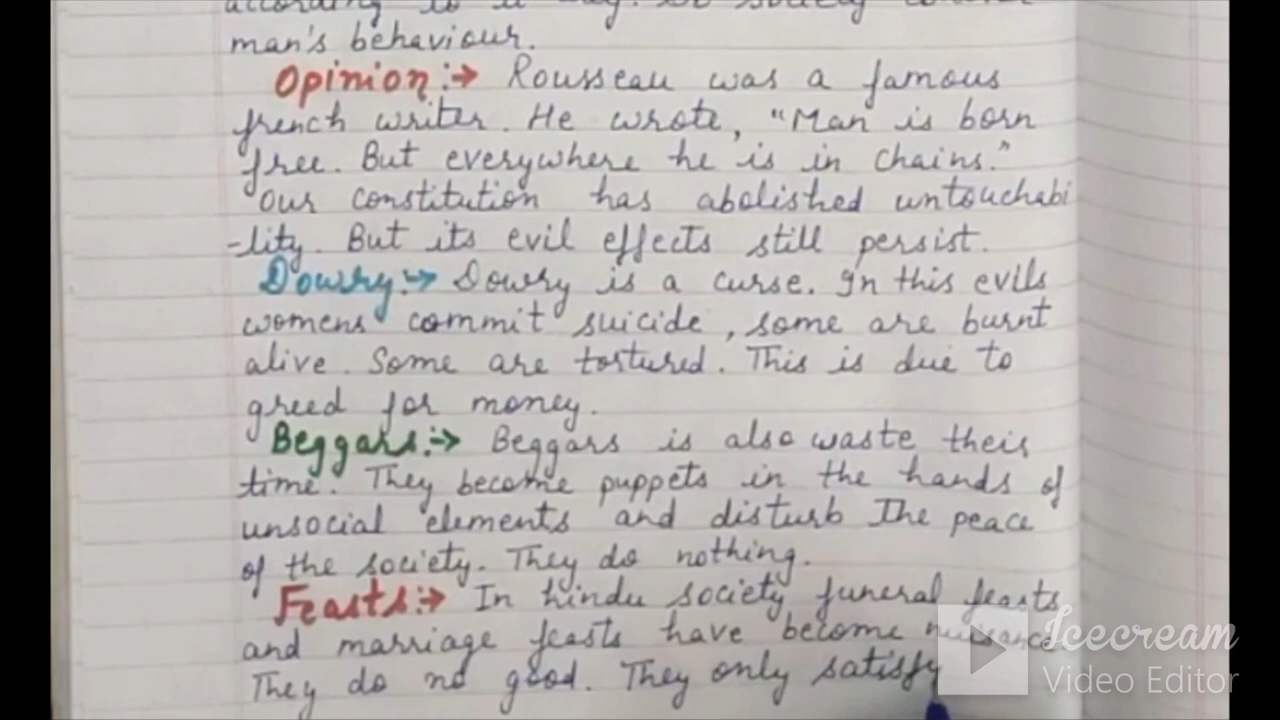 man's behaviour.
Opinion:→ Rousseau was a famous
french writer. He wrote, "Man is born
free. But everywhere he is in chains."
Our constitution has abolished untouchabi
-lity. But its evil effects still persist.
Dowry:→ Dowry is a curse. In this evils
womens commit suicide, some are burnt
alive. Some are tortured. This is due to
greed for money.
Beggars:→ Beggars is also waste their
time. They become puppets in the hands of
unsocial elements and disturb The peace
of the society. They do nothing.
Feasts:→ In hindu society funeral feasts
and marriage feasts have become
They do no good. They only satisfy
Icecream
Video Editor